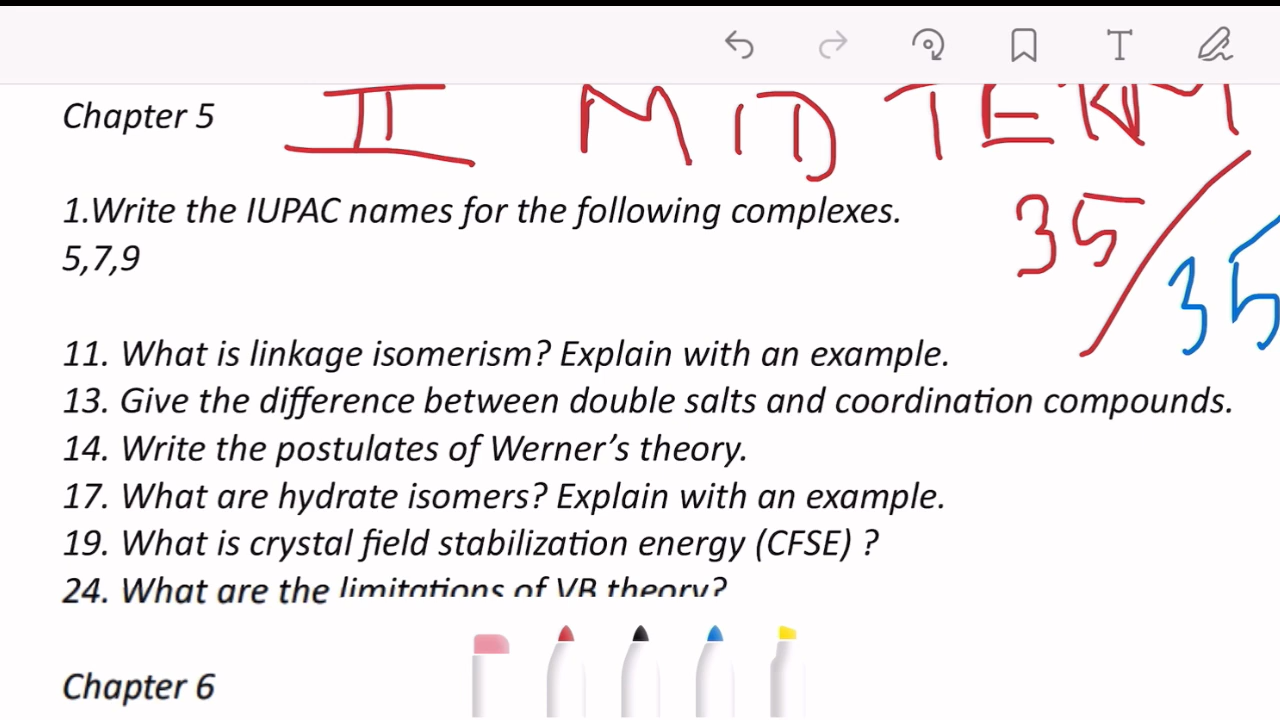 Chapter 5 II MID TERM
1.Write the IUPAC names for the following complexes.
5,7,9
35/35
11. What is linkage isomerism? Explain with an example.
13. Give the difference between double salts and coordination compounds.
14. Write the postulates of Werner’s theory.
17. What are hydrate isomers? Explain with an example.
19. What is crystal field stabilization energy (CFSE) ?
24. What are the limitations of VB theory?
Chapter 6